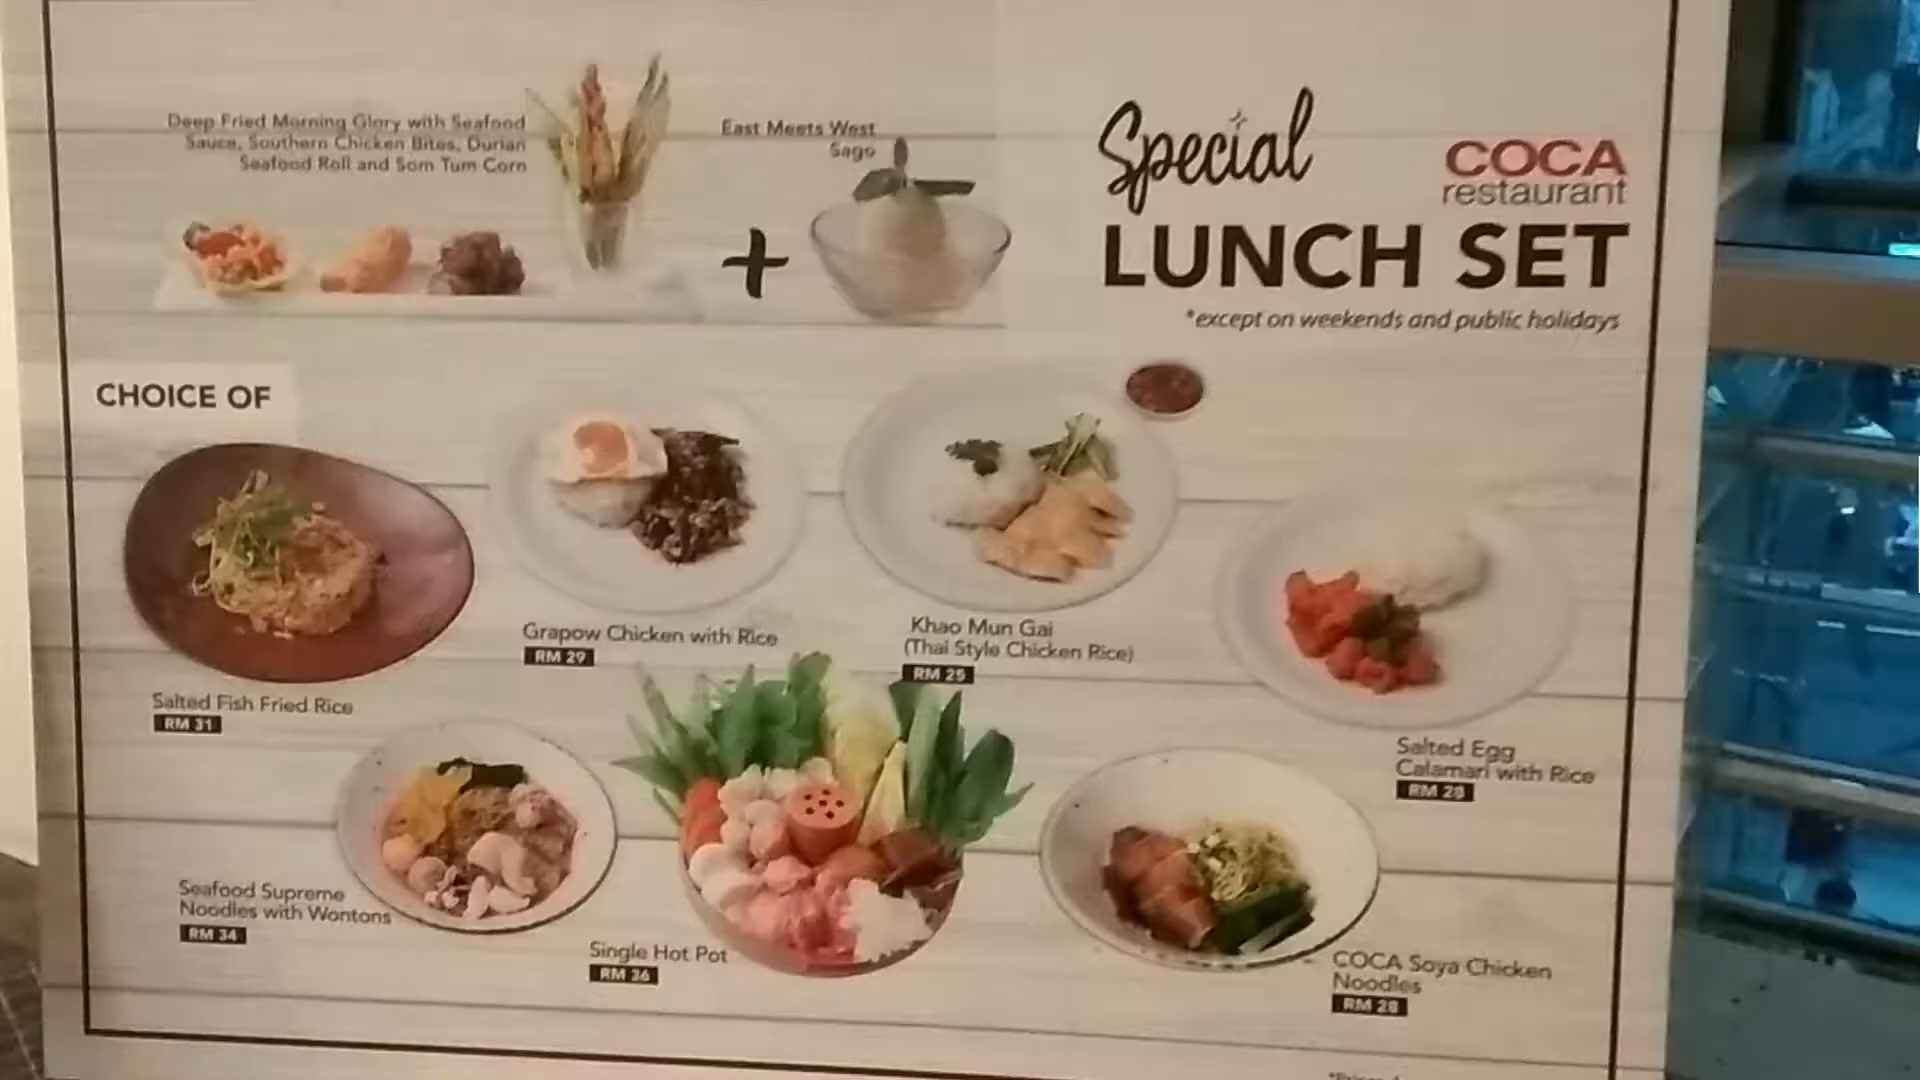 Deep Fried Morning Glory with Seafood
Sauce, Southern Chicken Bites, Durian
Seafood Roll and Som Tum Corn
East Meets West
Sago
Special
COCA
restaurant
LUNCH SET
*except on weekends and public holidays
CHOICE OF
Salted Fish Fried Rice
RM 31
Grapow Chicken with Rice
RM 29
Khao Mun Gai
(Thai Style Chicken Rice)
RM 25
Salted Egg
Calamari with Rice
RM 28
Seafood Supreme
Noodles with Wontons
RM 34
Single Hot Pot
RM 36
COCA Soya Chicken
Noodles
RM 28